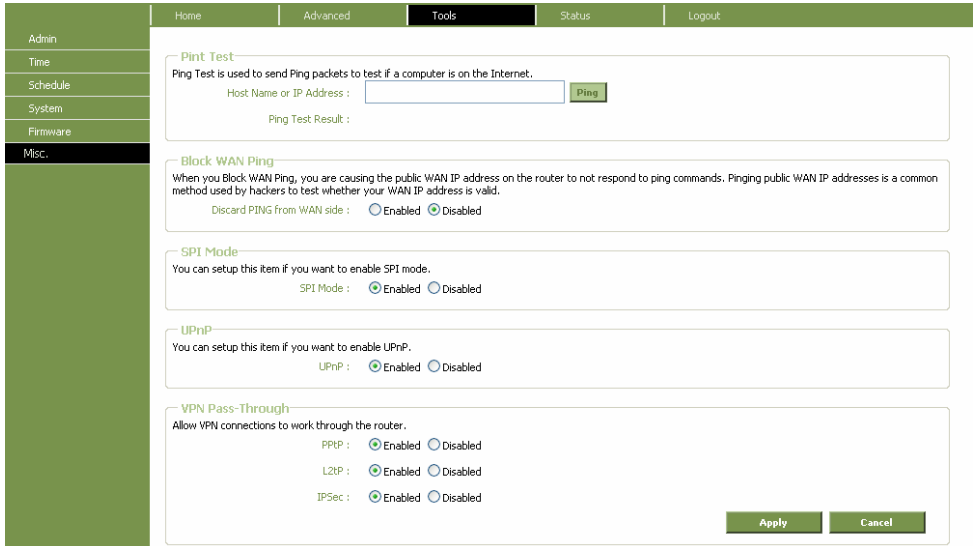 Home Advanced Tools Status Logout
Admin
Time
Schedule
System
Firmware
Misc.
Pint Test
Ping Test is used to send Ping packets to test if a computer is on the Internet.
Host Name or IP Address : Ping
Ping Test Result :
Block WAN Ping
When you Block WAN Ping, you are causing the public WAN IP address on the router to not respond to ping commands. Pinging public WAN IP addresses is a common
method used by hackers to test whether your WAN IP address is valid.
Discard PING from WAN side : Enabled Disabled
SPI Mode
You can setup this item if you want to enable SPI mode.
SPI Mode : Enabled Disabled
UPnP
You can setup this item if you want to enable UPnP.
UPnP : Enabled Disabled
VPN Pass-Through
Allow VPN connections to work through the router.
PPtP : Enabled Disabled
L2tP : Enabled Disabled
IPSec : Enabled Disabled
Apply Cancel